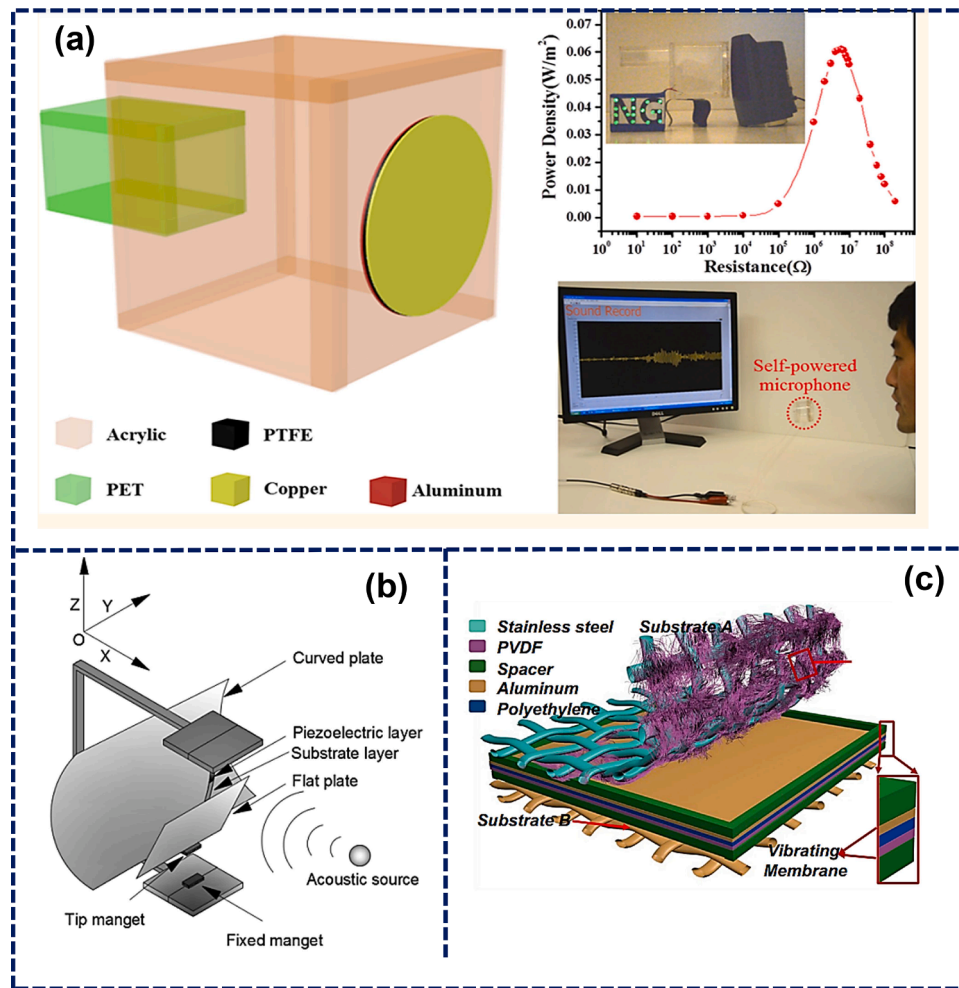 (a)
Acrylic
PTFE
PET
Copper
Aluminum
Power Density(W/m²)
0.06
0.05
0.04
0.03
0.02
0.01
0.00
10⁰ 10¹ 10² 10³ 10⁴ 10⁵ 10⁶ 10⁷ 10⁸
Resistance(Ω)
NG
Sound Record
DELL
Self-powered
microphone
(b)
Z
Y
O
X
Curved plate
Piezoelectric layer
Substrate layer
Flat plate
Acoustic source
Tip manget
Fixed manget
(c)
Stainless steel
Substrate A
PVDF
Spacer
Aluminum
Polyethylene
Substrate B
Vibrating
Membrane